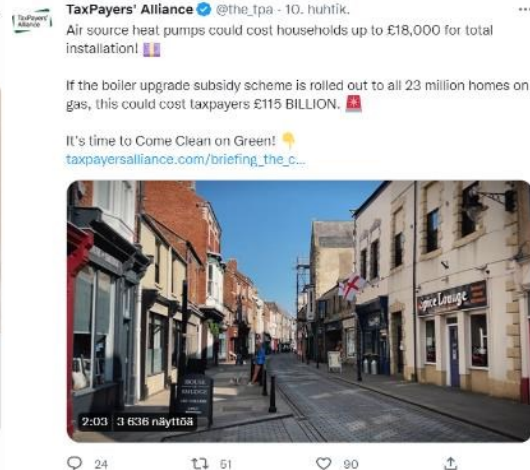 TaxPayers' Alliance @the_tpa · 10. huhtik.
TaxPayers'
Alliance
Air source heat pumps could cost households up to £18,000 for total
installation!
If the boiler upgrade subsidy scheme is rolled out to all 23 million homes on
gas, this could cost taxpayers £115 BILLION.
It's time to Come Clean on Green!
taxpayersalliance.com/briefing_the_c...
Spice Lounge
HOUSE
2:03 3 636 näyttöä
24 51 90